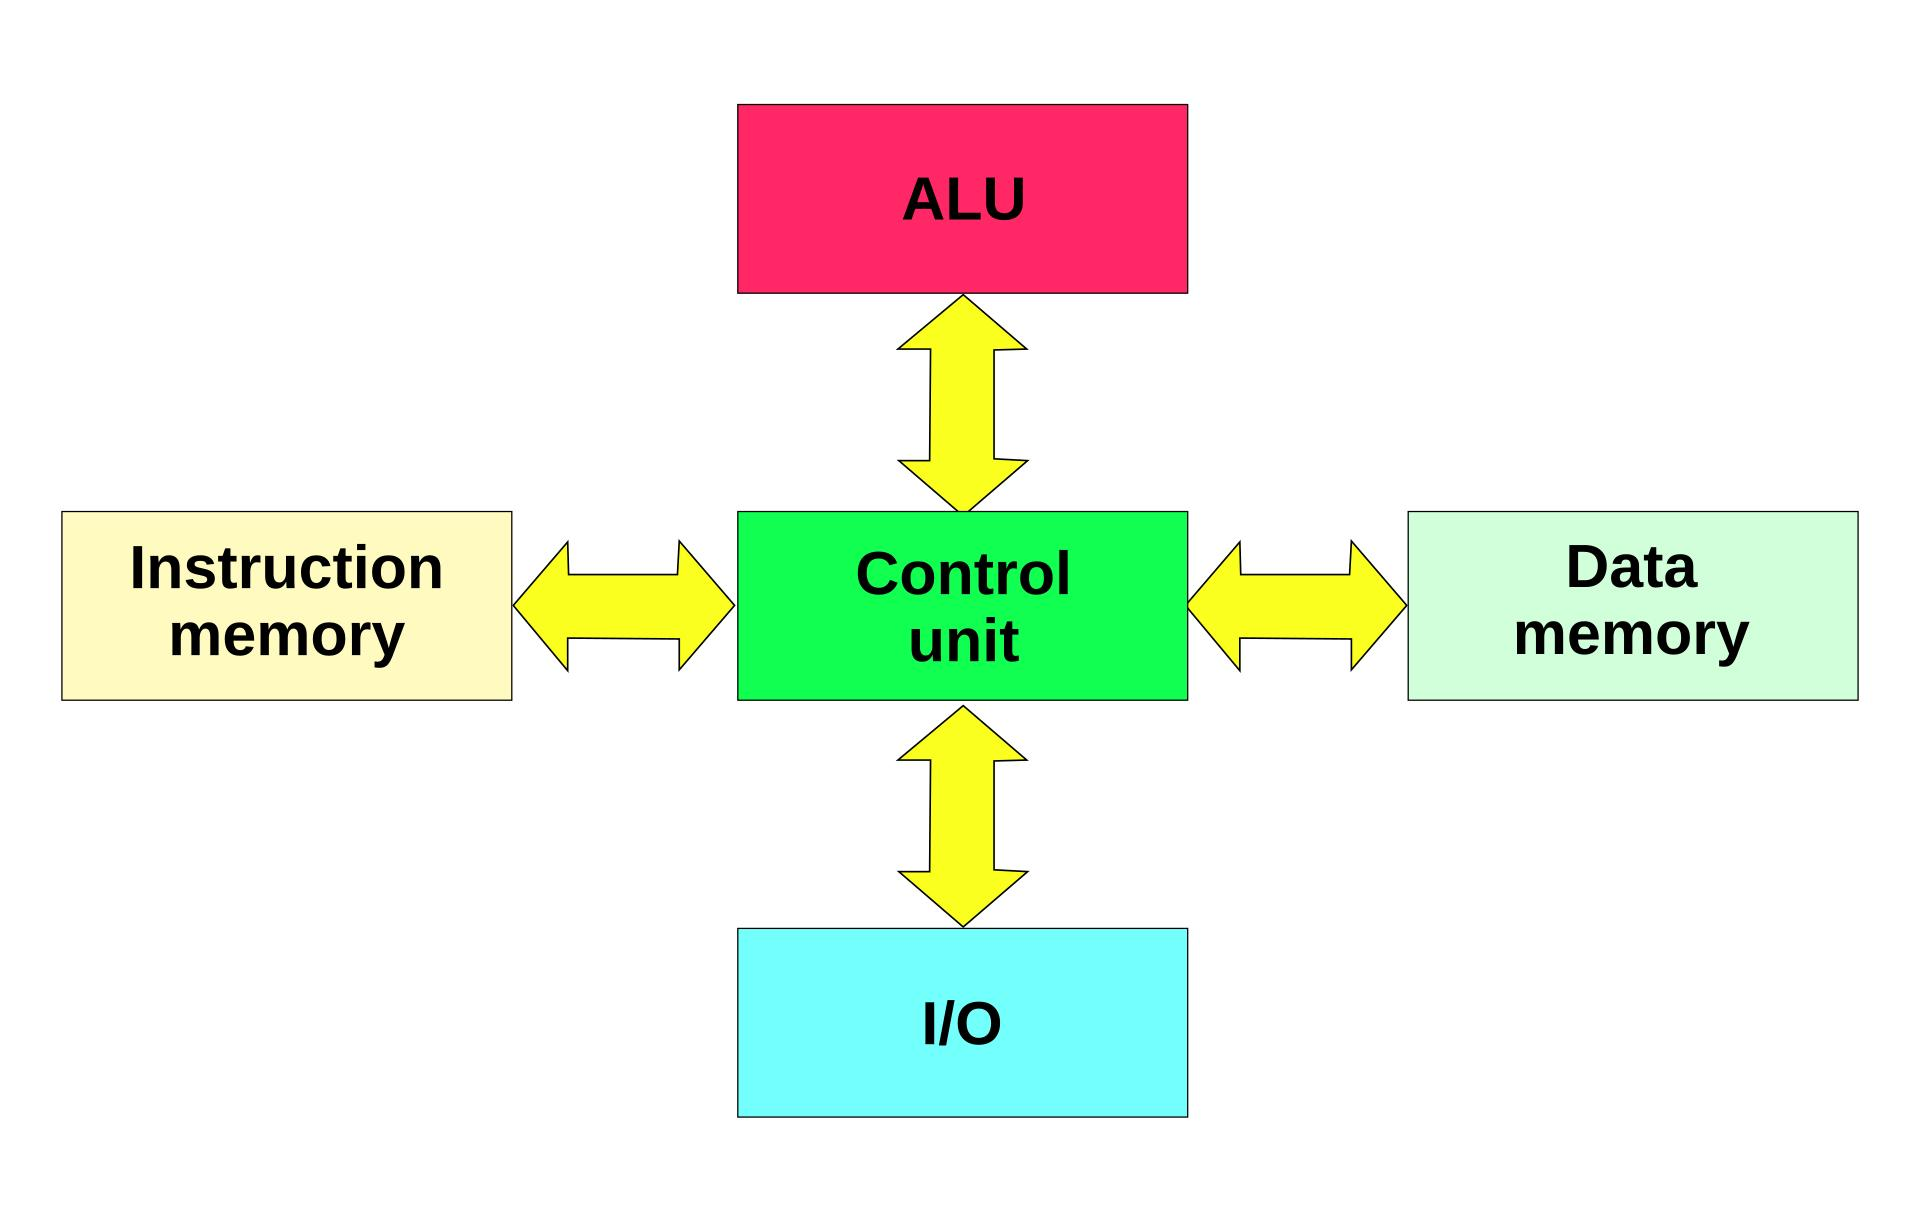 ALU
Instruction
memory
Control
unit
Data
memory
I/O